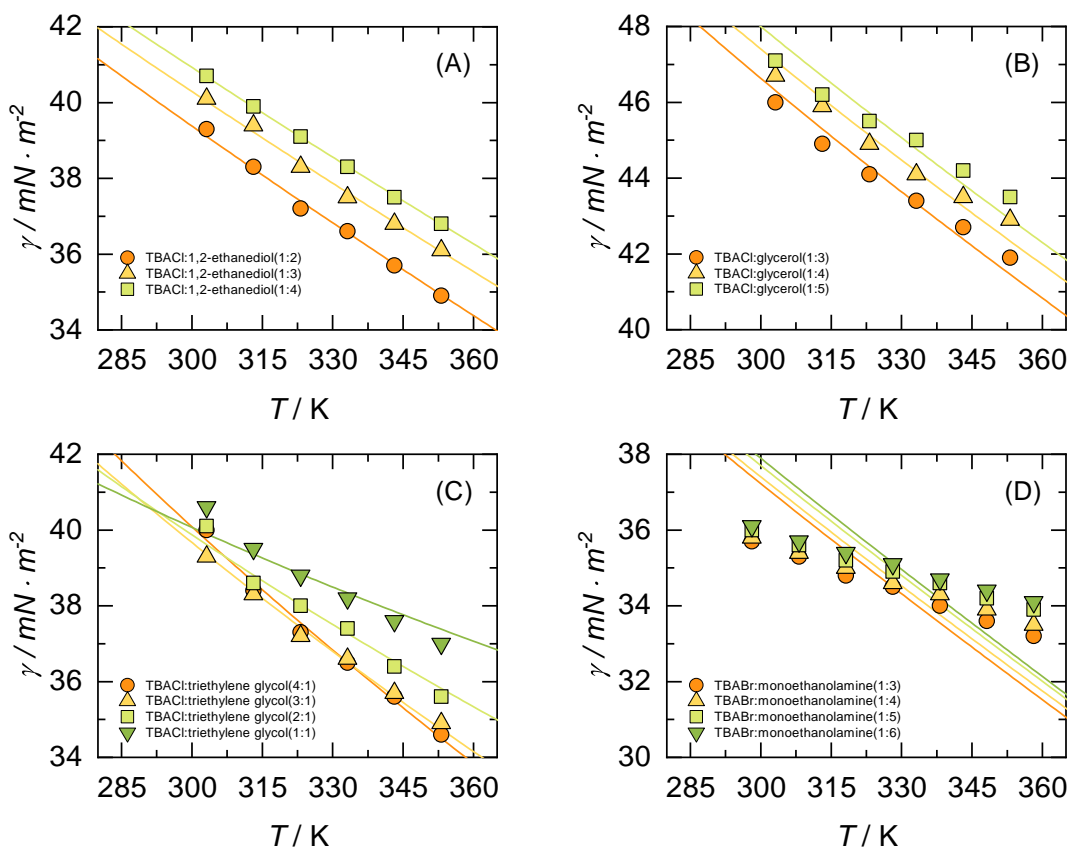 (A)
γ / mN · m⁻²
42
40
38
36
34
TBACl:1,2-ethanediol(1:2)
TBACl:1,2-ethanediol(1:3)
TBACl:1,2-ethanediol(1:4)
285 300 315 330 345 360
T / K
(B)
γ / mN · m⁻²
48
46
44
42
40
TBACl:glycerol(1:3)
TBACl:glycerol(1:4)
TBACl:glycerol(1:5)
285 300 315 330 345 360
T / K
(C)
γ / mN · m⁻²
42
40
38
36
34
TBACl:triethylene glycol(4:1)
TBACl:triethylene glycol(3:1)
TBACl:triethylene glycol(2:1)
TBACl:triethylene glycol(1:1)
285 300 315 330 345 360
T / K
(D)
γ / mN · m⁻²
38
36
34
32
30
TBABr:monoethanolamine(1:3)
TBABr:monoethanolamine(1:4)
TBABr:monoethanolamine(1:5)
TBABr:monoethanolamine(1:6)
285 300 315 330 345 360
T / K